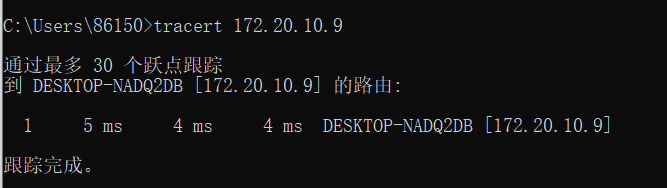 C:\Users\86150>tracert 172.20.10.9
通过最多 30 个跃点跟踪
到 DESKTOP-NADQ2DB [172.20.10.9] 的路由:
1 5 ms 4 ms 4 ms DESKTOP-NADQ2DB [172.20.10.9]
跟踪完成。